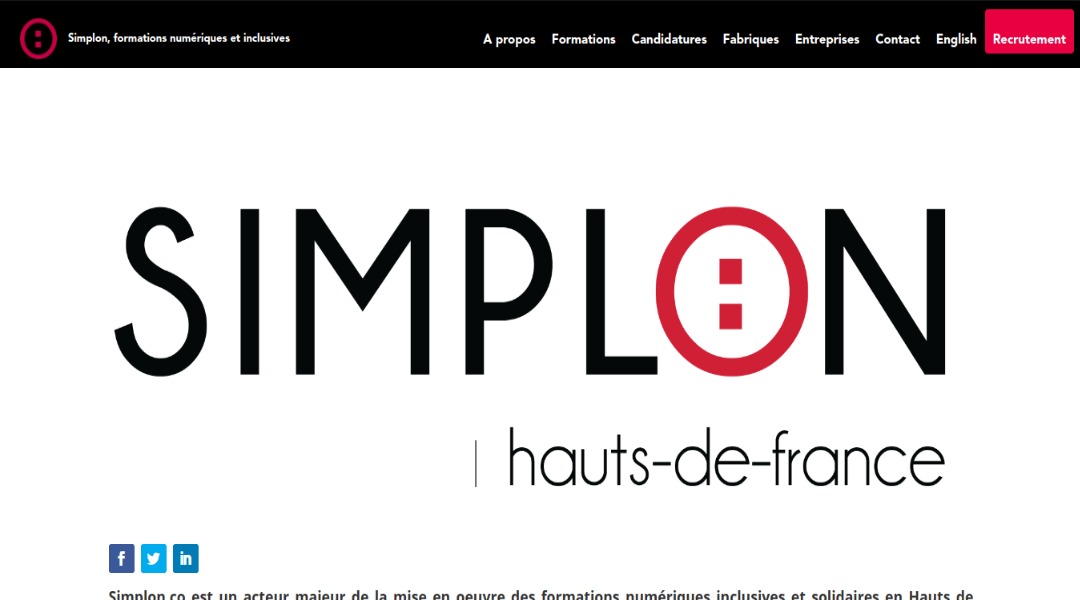 Simplon, formations numériques et inclusives
A propos Formations Candidatures Fabriques Entreprises Contact English Recrutement
SIMPLON
hauts-de-france
f in
Simplon.co est un acteur majeur de la mise en oeuvre des formations numériques inclusives et solidaires en Hauts de